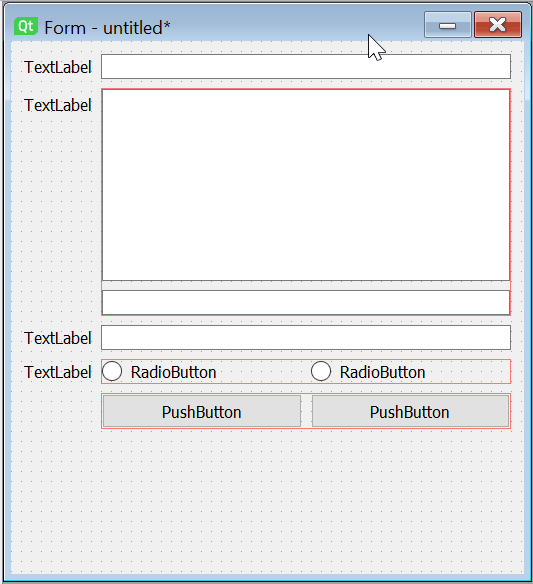 Qt Form - untitled*
TextLabel
TextLabel
TextLabel
TextLabel RadioButton RadioButton
PushButton PushButton